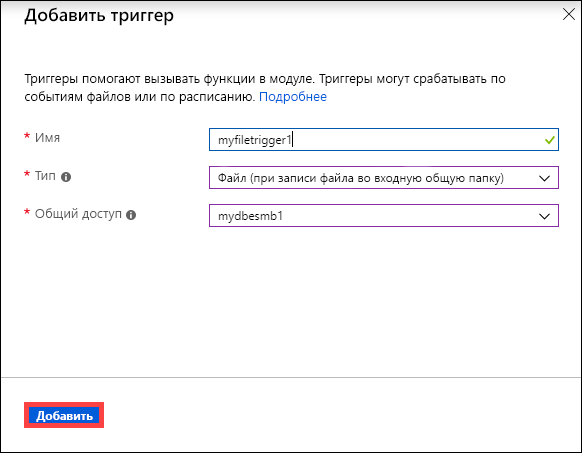 Добавить триггер
Триггеры помогают вызывать функции в модуле. Триггеры могут срабатывать по
событиям файлов или по расписанию. Подробнее
* Имя
myfiletrigger1
* Тип
Файл (при записи файла во входную общую папку)
* Общий доступ
mydbesmb1
Добавить